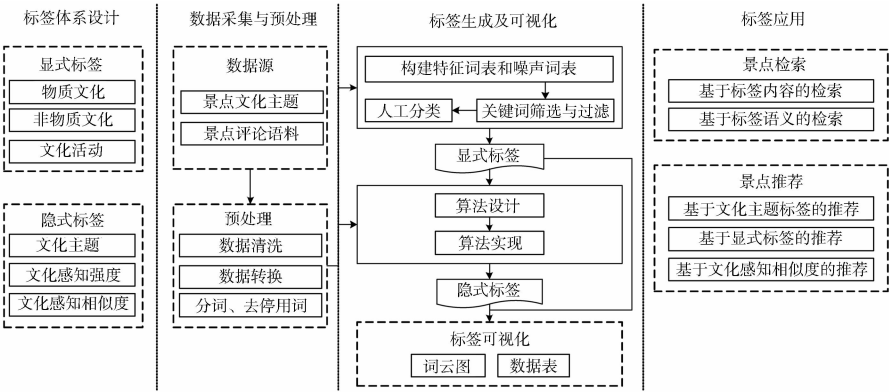 标签体系设计
显式标签
物质文化
非物质文化
文化活动
隐式标签
文化主题
文化感知强度
文化感知相似度
数据采集与预处理
数据源
景点文化主题
景点评论语料
预处理
数据清洗
数据转换
分词、去停用词
标签生成及可视化
构建特征词表和噪声词表
人工分类
关键词筛选与过滤
显式标签
算法设计
算法实现
隐式标签
标签可视化
词云图
数据表
标签应用
景点检索
基于标签内容的检索
基于标签语义的检索
景点推荐
基于文化主题标签的推荐
基于显式标签的推荐
基于文化感知相似度的推荐